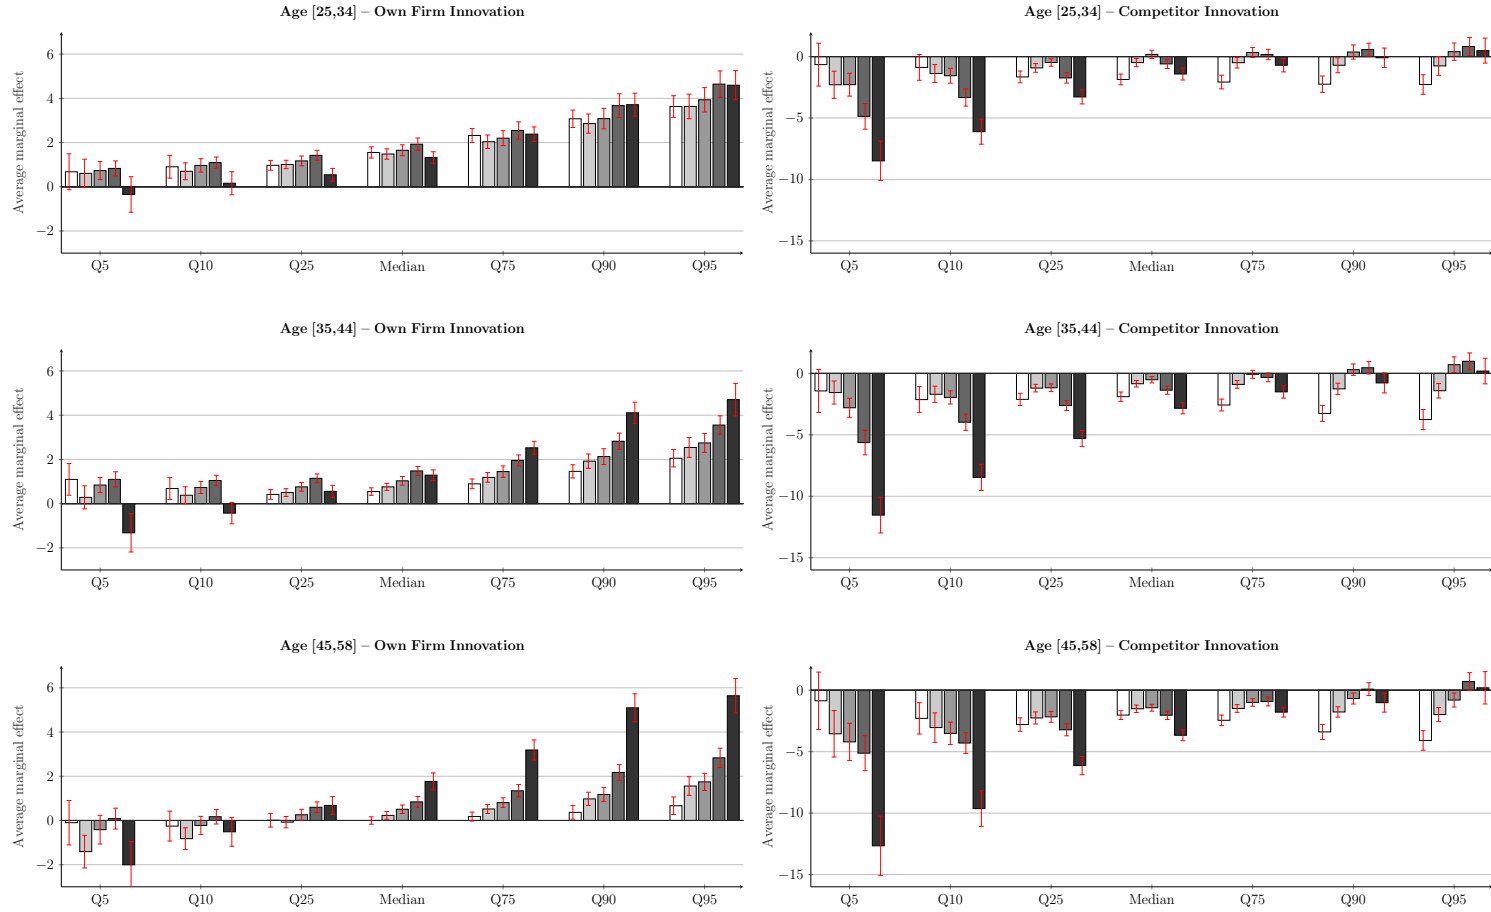 Age [25,34] – Own Firm Innovation
Average marginal effect
6
4
2
0
−2
Q5 Q10 Q25 Median Q75 Q90 Q95
Age [25,34] – Competitor Innovation
Average marginal effect
0
−5
−10
−15
Q5 Q10 Q25 Median Q75 Q90 Q95
Age [35,44] – Own Firm Innovation
Average marginal effect
6
4
2
0
−2
Q5 Q10 Q25 Median Q75 Q90 Q95
Age [35,44] – Competitor Innovation
Average marginal effect
0
−5
−10
−15
Q5 Q10 Q25 Median Q75 Q90 Q95
Age [45,58] – Own Firm Innovation
Average marginal effect
6
4
2
0
−2
Q5 Q10 Q25 Median Q75 Q90 Q95
Age [45,58] – Competitor Innovation
Average marginal effect
0
−5
−10
−15
Q5 Q10 Q25 Median Q75 Q90 Q95